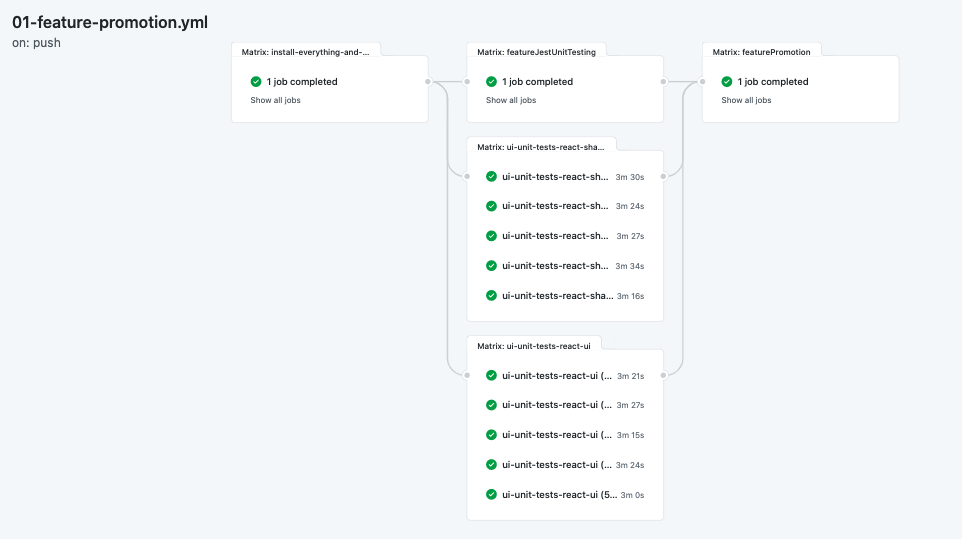 01-feature-promotion.yml
on: push
Matrix: install-everything-and-...
1 job completed
Show all jobs
Matrix: featureJestUnitTesting
1 job completed
Show all jobs
Matrix: ui-unit-tests-react-sha...
ui-unit-tests-react-sh... 3m 30s
ui-unit-tests-react-sh... 3m 24s
ui-unit-tests-react-sh... 3m 27s
ui-unit-tests-react-sh... 3m 34s
ui-unit-tests-react-sha... 3m 16s
Matrix: ui-unit-tests-react-ui
ui-unit-tests-react-ui (... 3m 21s
ui-unit-tests-react-ui (... 3m 27s
ui-unit-tests-react-ui (... 3m 15s
ui-unit-tests-react-ui (... 3m 24s
ui-unit-tests-react-ui (5... 3m 0s
Matrix: featurePromotion
1 job completed
Show all jobs